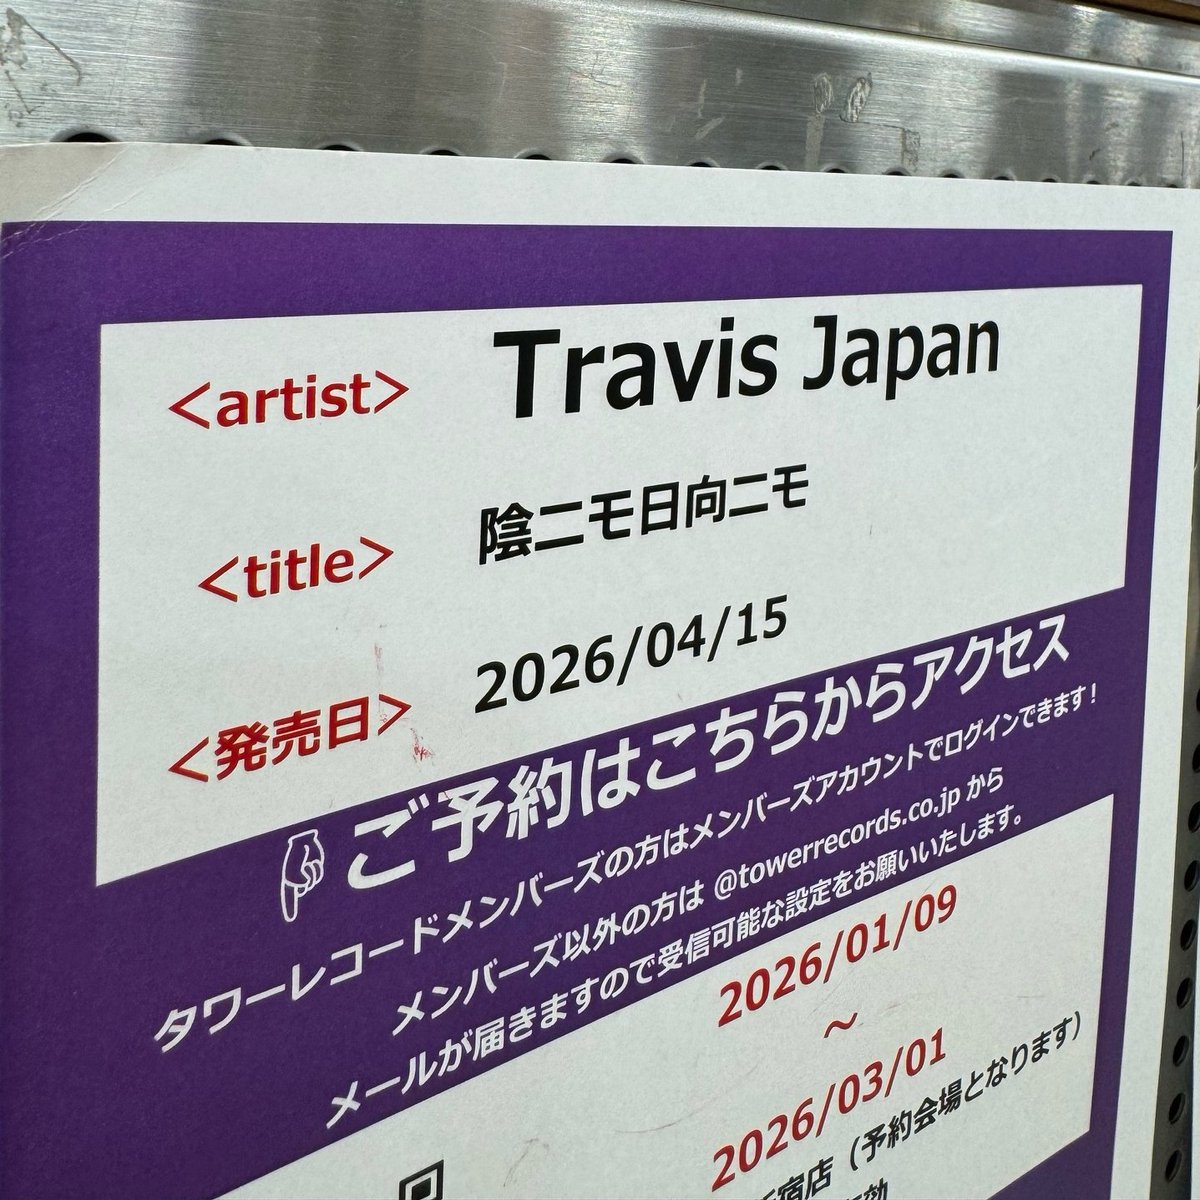 <artist> Travis Japan
<title> 陰ニモ日向ニモ
<発売日> 2026/04/15
ご予約はこちらからアクセス
タワーレコードメンバーズの方はメンバーズアカウントでログインできます！
メンバーズ以外の方は @towerrecords.co.jp から
メールが届きますので受信可能な設定をお願いいたします。
2026/01/09
～
2026/03/01
宿店（予約会場となります）